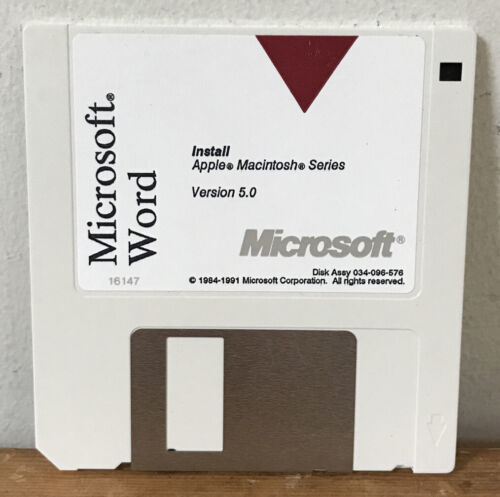 Microsoft®
Word
Install
Apple® Macintosh® Series
Version 5.0
Microsoft®
Disk Assy 034-096-576
16147
© 1984-1991 Microsoft Corporation. All rights reserved.